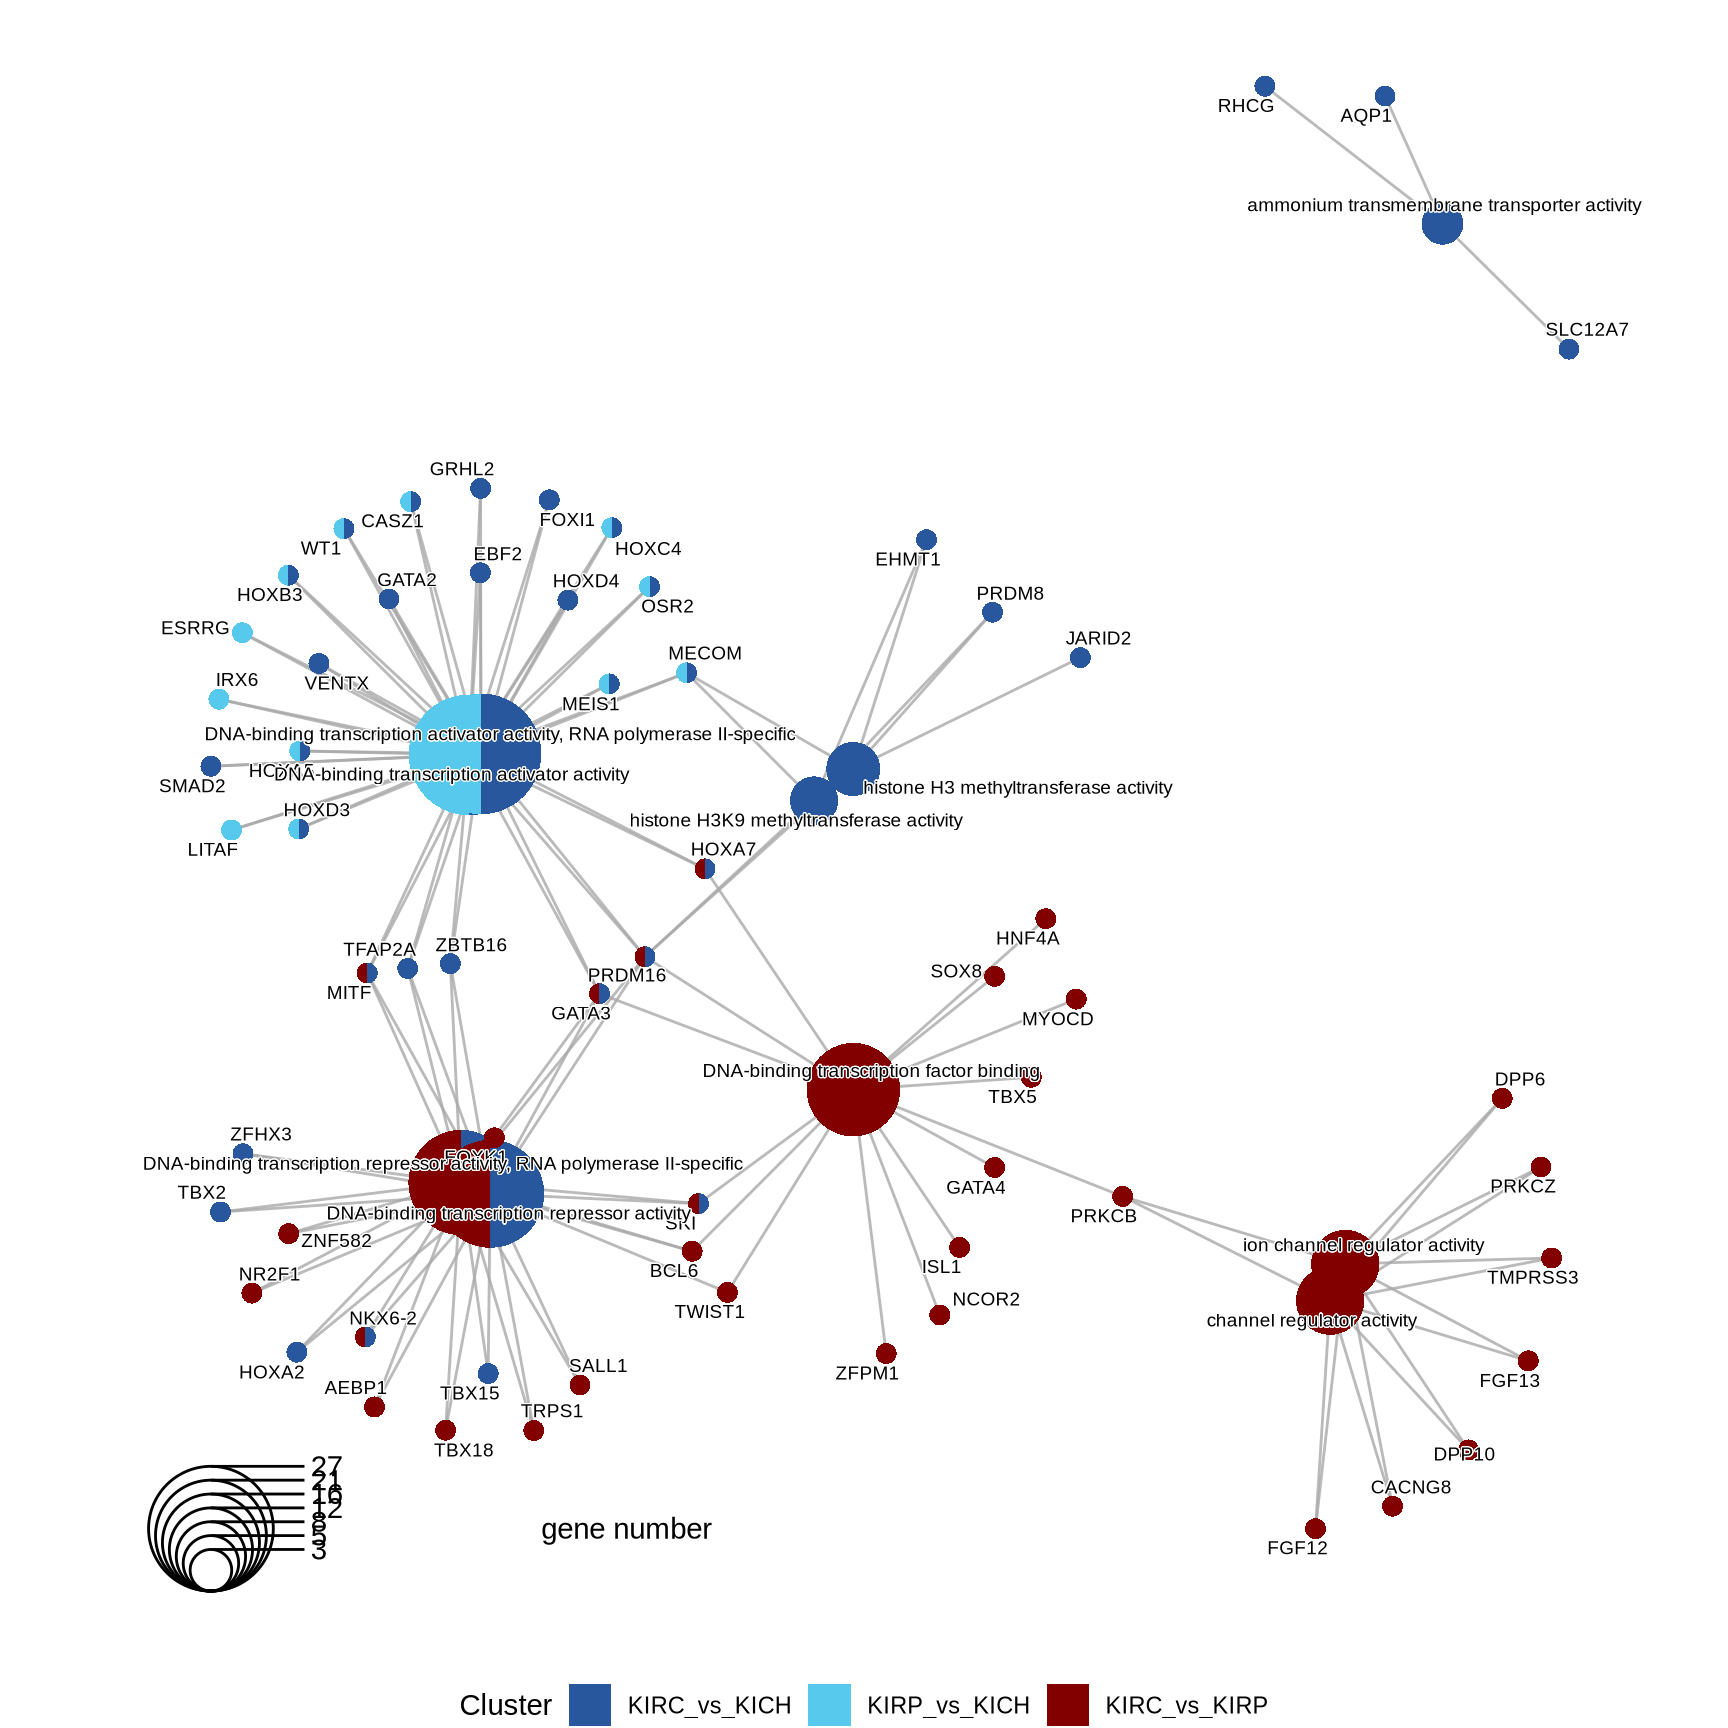 RHCG
AQP1
ammonium transmembrane transporter activity
SLC12A7
GRHL2
CASZ1
FOXI1
WT1
HOXC4
EBF2
EHMT1
GATA2
HOXD4
HOXB3
PRDM8
OSR2
ESRRG
JARID2
MECOM
IRX6
VENTX
MEIS1
DNA-binding transcription activator activity, RNA polymerase II-specific
DNA-binding transcription activator activity
SMAD2
histone H3 methyltransferase activity
HOXD3
histone H3K9 methyltransferase activity
LITAF
HOXA7
HNF4A
TFAP2A
ZBTB16
SOX8
PRDM16
MITF
GATA3
MYOCD
DNA-binding transcription factor binding
DPP6
TBX5
ZFHX3
FOXK1
DNA-binding transcription repressor activity, RNA polymerase II-specific
TBX2
GATA4
PRKCZ
DNA-binding transcription repressor activity
PRKCB
SKI
ZNF582
ion channel regulator activity
BCL6
ISL1
NR2F1
TMPRSS3
NCOR2
TWIST1
NKX6-2
channel regulator activity
HOXA2
SALL1
ZFPM1
FGF13
AEBP1
TBX15
TRPS1
TBX18
DPP10
27
21
16
12
8
5
3
CACNG8
gene number
FGF12
Cluster KIRC_vs_KICH KIRP_vs_KICH KIRC_vs_KIRP